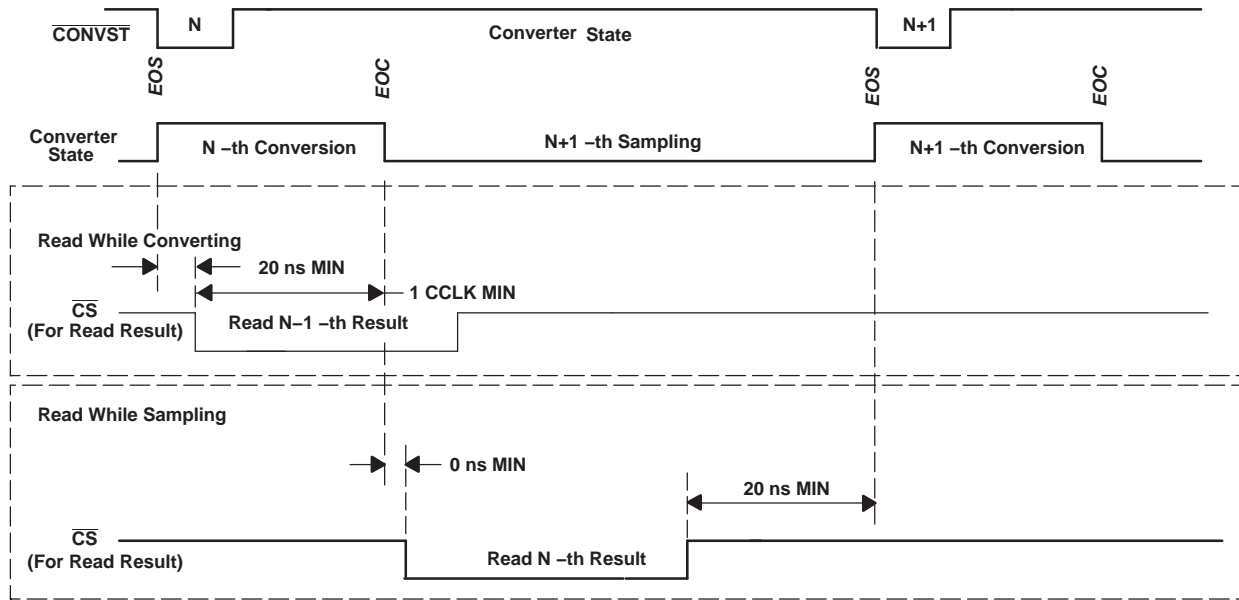 CONVST
N
Converter State
N+1
EOS
EOC
EOS
EOC
Converter
State
N −th Conversion
N+1 −th Sampling
N+1 −th Conversion
Read While Converting
20 ns MIN
1 CCLK MIN
CS
(For Read Result)
Read N−1 −th Result
Read While Sampling
0 ns MIN
20 ns MIN
CS
(For Read Result)
Read N −th Result